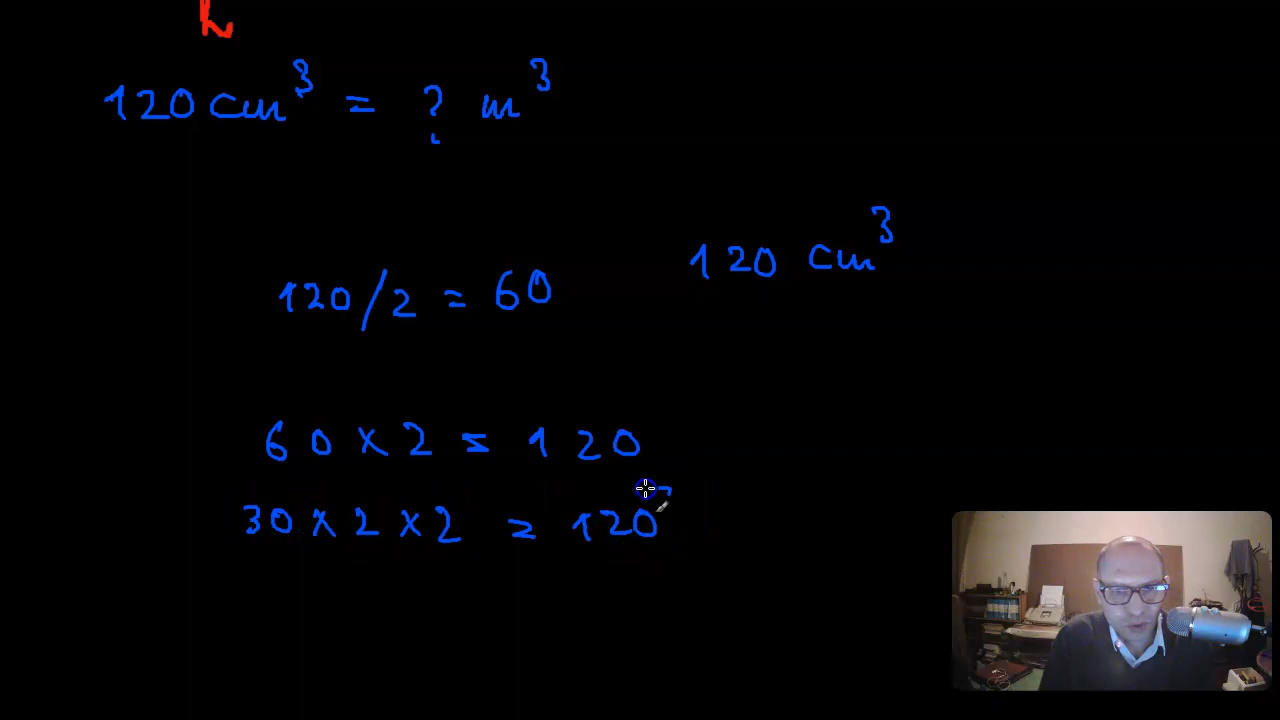 120 cm³ = ? m³
120 cm³
120/2 = 60
60 x 2 = 120
30 x 2 x 2 = 120